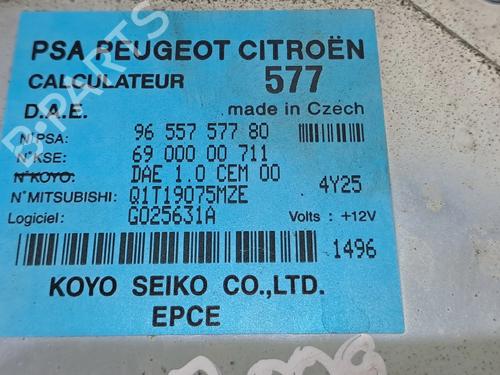 PSA PEUGEOT CITROËN
CALCULATEUR 577
D.A.E. made in Czech
N°PSA: 96 557 577 80
N°KSE: 69 000 00 711
N°KOYO: DAE 1.0 CEM 00
N°MITSUBISHI: Q1T19075MZE 4Y25
Logiciel: G025631A Volts: +12V
1496
KOYO SEIKO CO.,LTD.
EPCE
B-PARTS